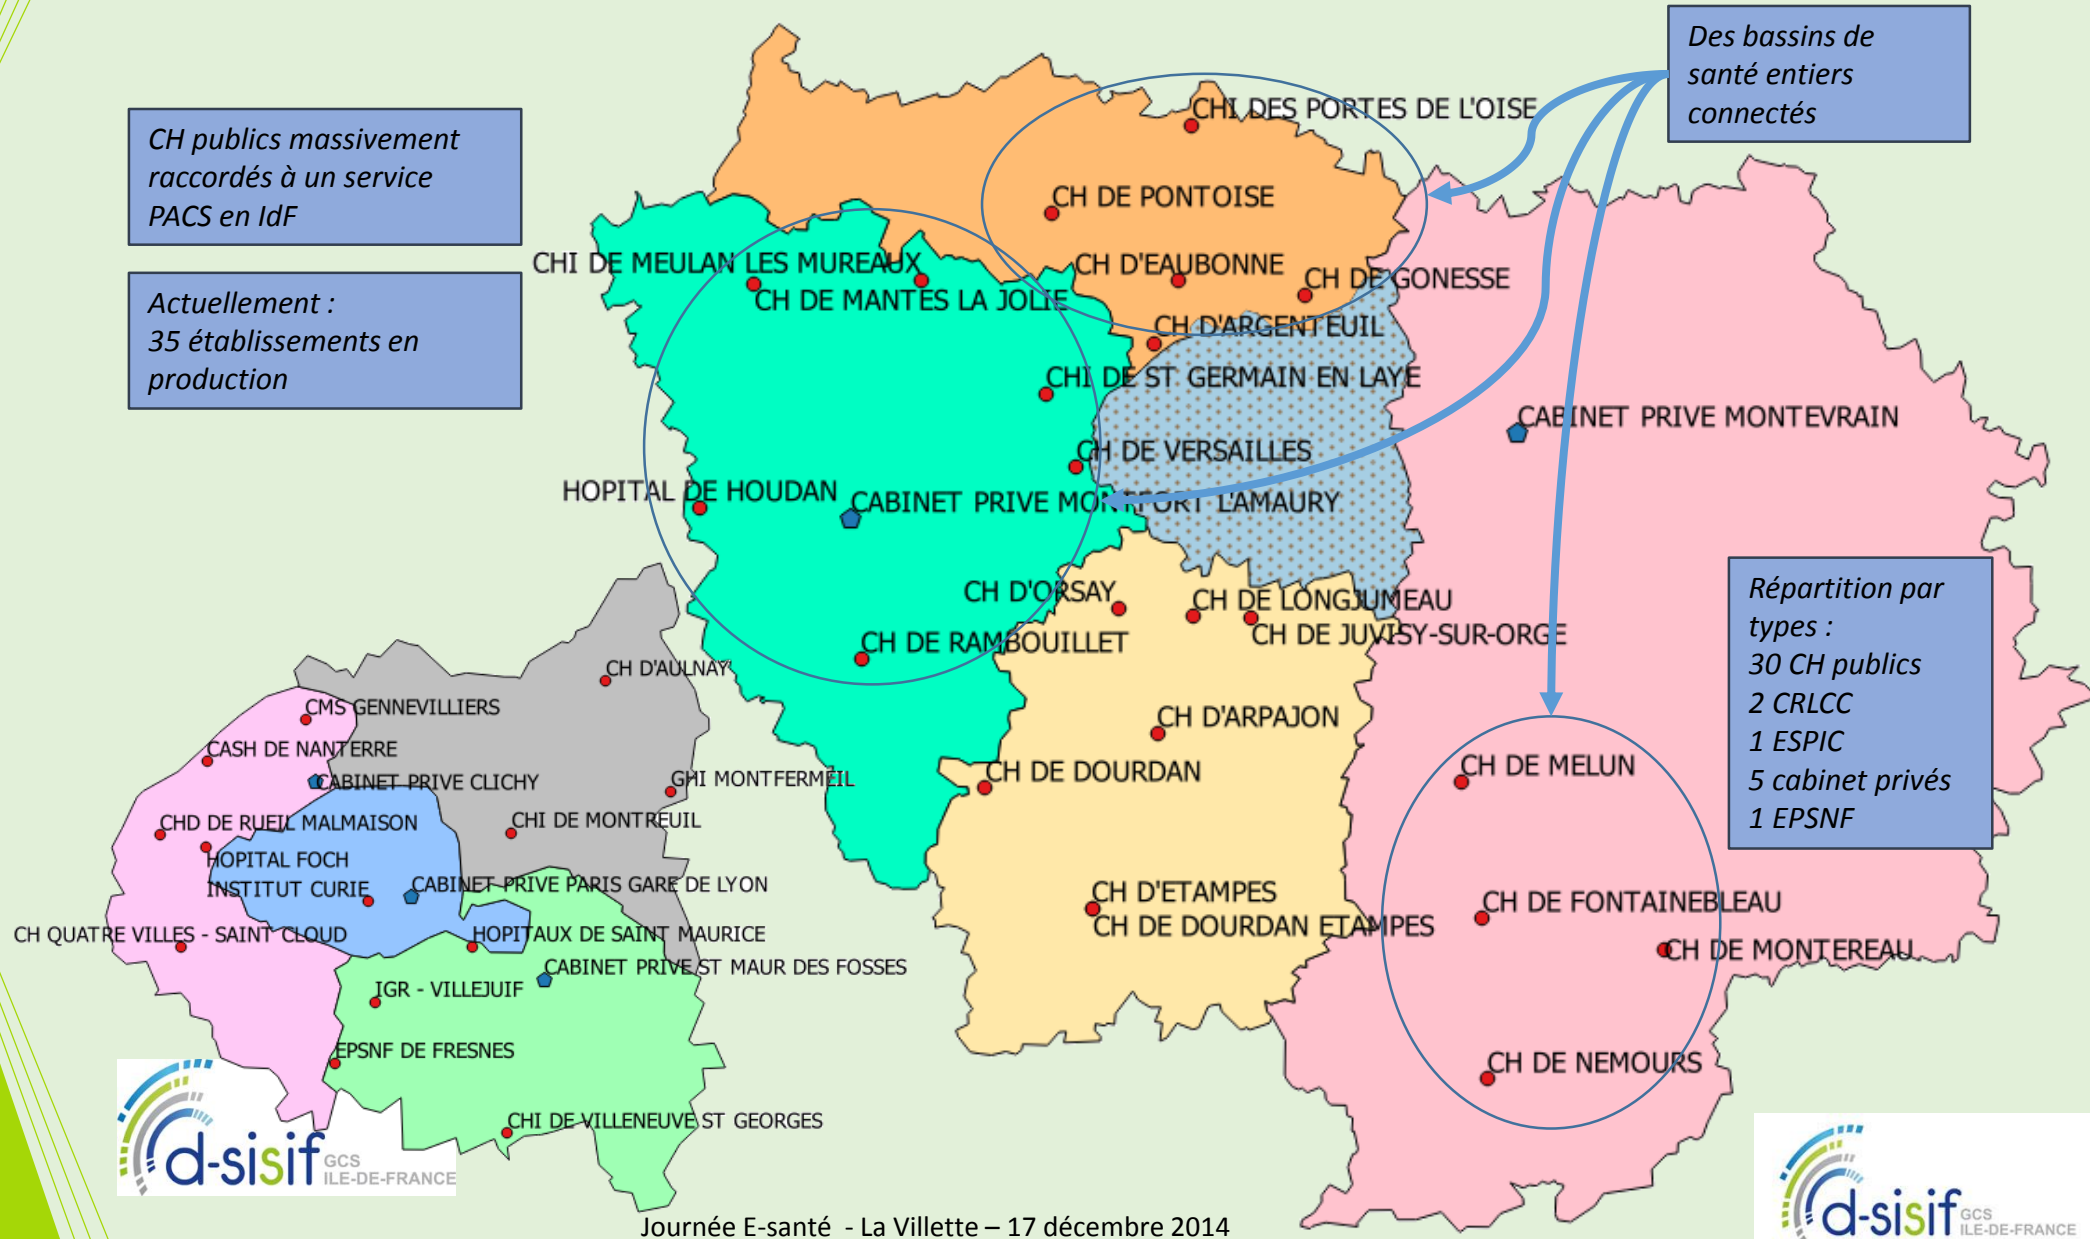 Des bassins de
santé entiers
connectés
CH publics massivement
raccordés à un service
PACS en IdF
Actuellement :
35 établissements en
production
CHI DES PORTES DE L'OISE
CH DE PONTOISE
CHI DE MEULAN LES MUREAUX
CH D'EAUBONNE
CH DE GONESSE
CH DE MANTES LA JOLIE
CH D'ARGENTEUIL
CHI DE ST GERMAIN EN LAYE
CABINET PRIVE MONTEVRAIN
CH DE VERSAILLES
HOPITAL DE HOUDAN
CABINET PRIVE MONTFORT L'AMAURY
CH D'ORSAY
CH DE LONGJUMEAU
CH DE JUVISY-SUR-ORGE
CH DE RAMBOUILLET
Répartition par
types :
30 CH publics
2 CRLCC
1 ESPIC
5 cabinet privés
1 EPSNF
CH D'AULNAY
CMS GENNEVILLIERS
CASH DE NANTERRE
CABINET PRIVE CLICHY
GHI MONTFERMEIL
CHD DE RUEIL MALMAISON
CHI DE MONTREUIL
HOPITAL FOCH
INSTITUT CURIE
CABINET PRIVE PARIS GARE DE LYON
CH QUATRE VILLES - SAINT CLOUD
HOPITAUX DE SAINT MAURICE
CABINET PRIVE ST MAUR DES FOSSES
IGR - VILLEJUIF
EPSNF DE FRESNES
CHI DE VILLENEUVE ST GEORGES
CH D'ARPAJON
CH DE DOURDAN
CH D'ETAMPES
CH DE DOURDAN ETAMPES
CH DE MELUN
CH DE FONTAINEBLEAU
CH DE MONTEREAU
CH DE NEMOURS
d-sisif GCS
ILE-DE-FRANCE
Journée E-santé - La Villette – 17 décembre 2014
d-sisif GCS
ILE-DE-FRANCE